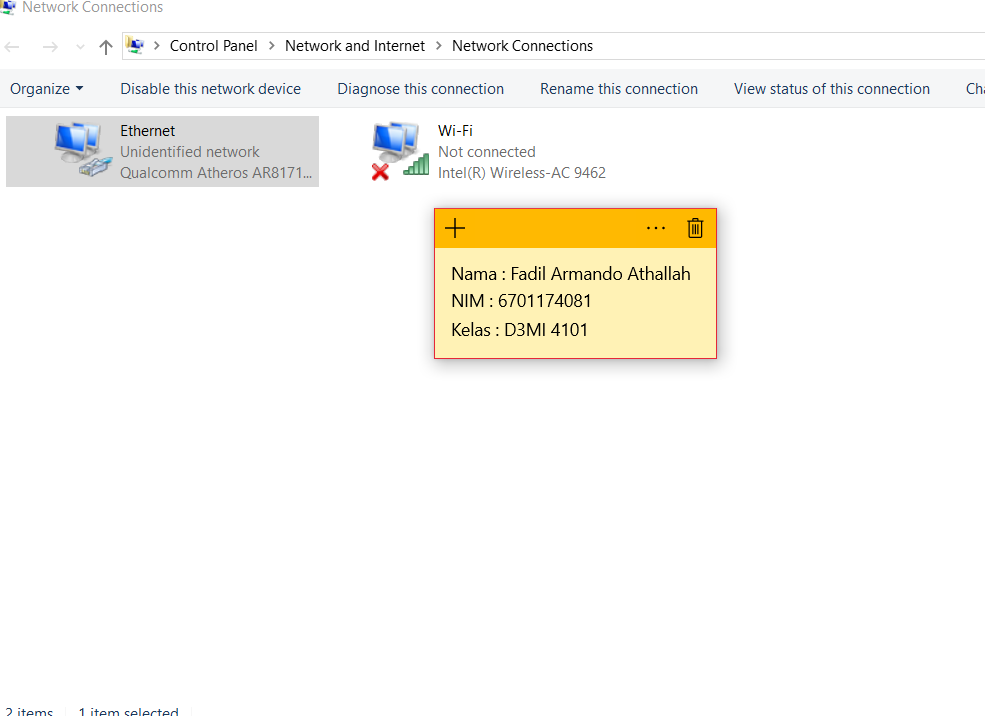 Network Connections
Control Panel > Network and Internet > Network Connections
Organize Disable this network device Diagnose this connection Rename this connection View status of this connection
Ethernet
Unidentified network
Qualcomm Atheros AR8171...
Wi-Fi
Not connected
Intel(R) Wireless-AC 9462
Nama : Fadil Armando Athallah
NIM : 6701174081
Kelas : D3MI 4101
2 items 1 item selected